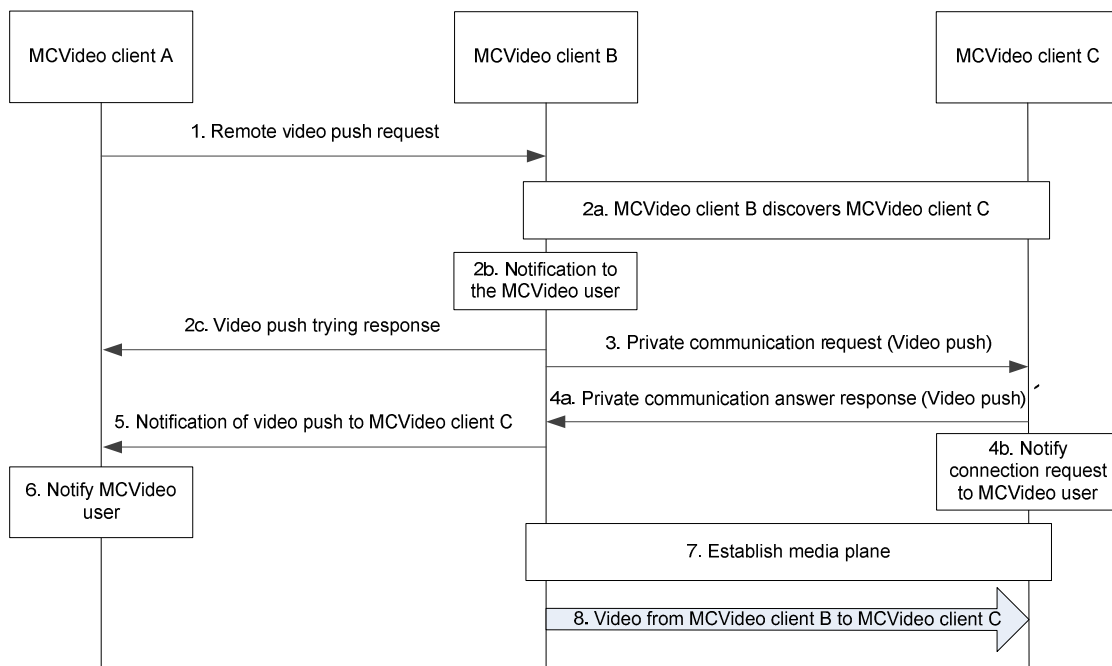 MCVideo client A
MCVideo client B
MCVideo client C
1. Remote video push request
2a. MCVideo client B discovers MCVideo client C
2b. Notification to
the MCVideo user
2c. Video push trying response
3. Private communication request (Video push)
4a. Private communication answer response (Video push)
5. Notification of video push to MCVideo client C
4b. Notify
connection request
to MCVideo user
6. Notify MCVideo
user
7. Establish media plane
8. Video from MCVideo client B to MCVideo client C